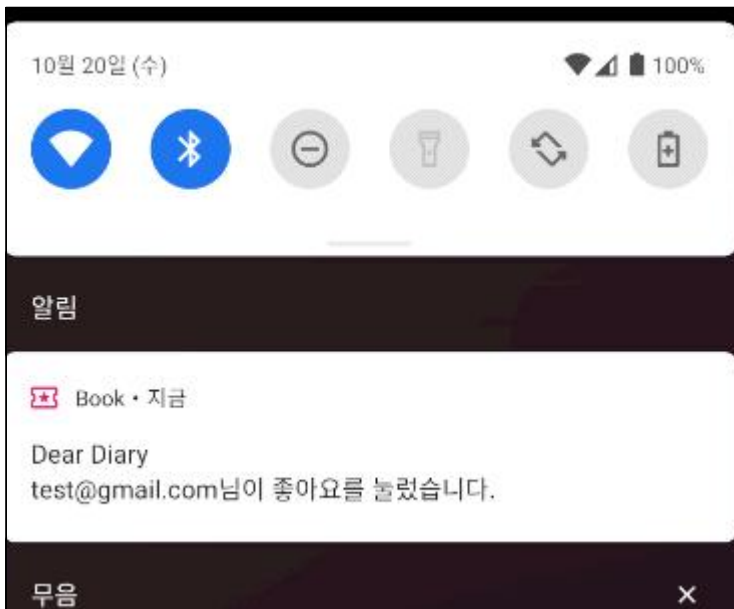 10월 20일 (수) 100%
알림
Book • 지금
Dear Diary
test@gmail.com님이 좋아요를 눌렀습니다.
무음